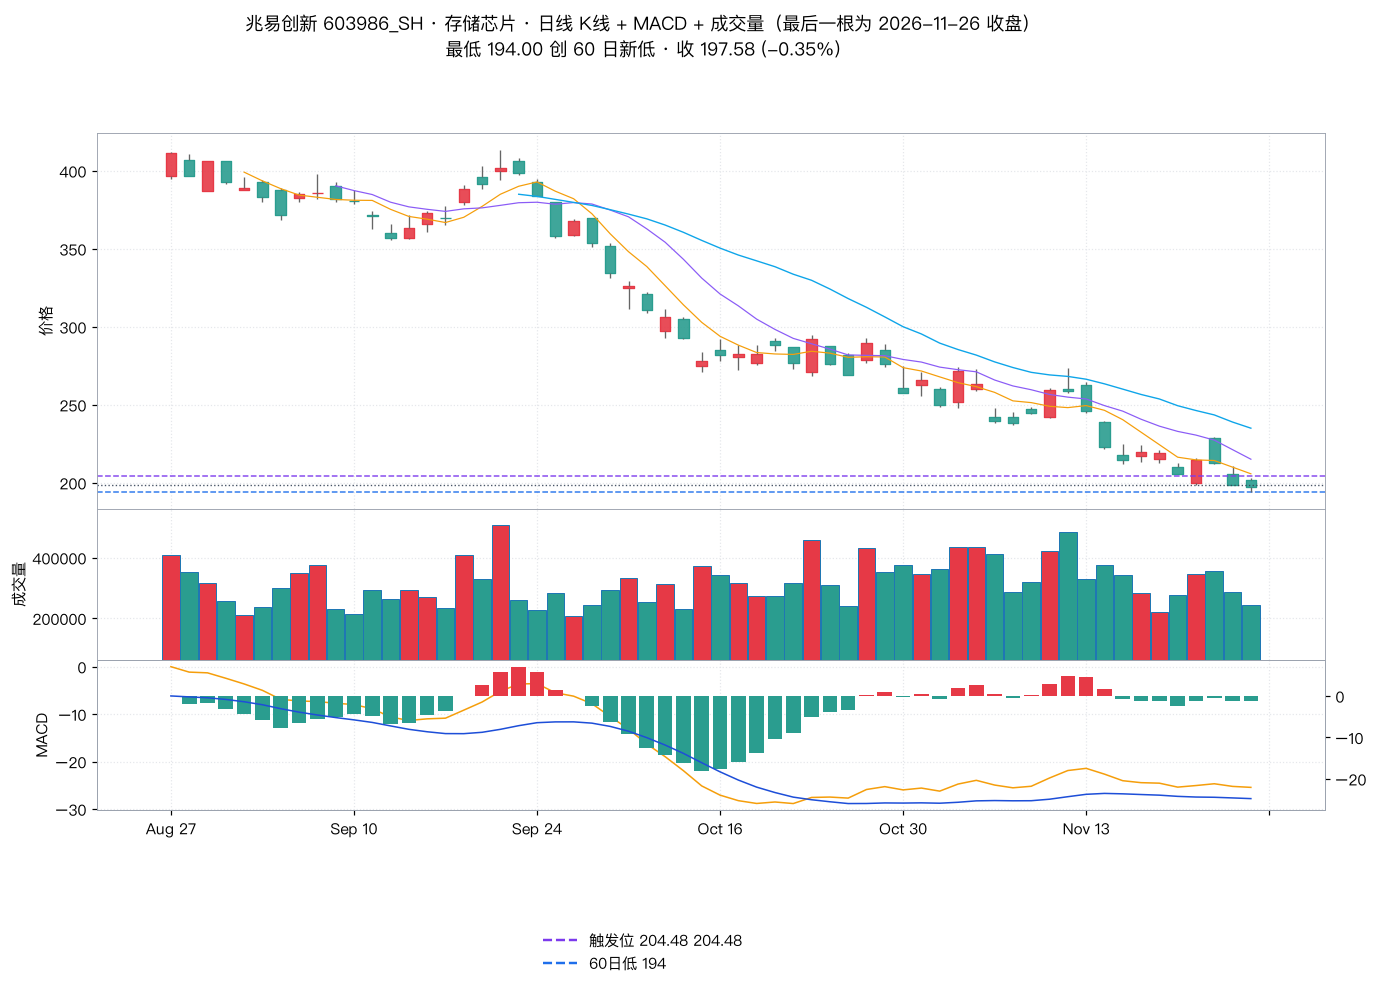 兆易创新 603986_SH · 存储芯片 · 日线 K线 + MACD + 成交量（最后一根为 2026−11−26 收盘）
最低 194.00 创 60 日新低 · 收 197.58 (−0.35%)
价格
400
350
300
250
200
成交量
400000
200000
MACD
0
−10
−20
−30
0
−10
−20
Aug 27
Sep 10
Sep 24
Oct 16
Oct 30
Nov 13
触发位 204.48 204.48
60日低 194